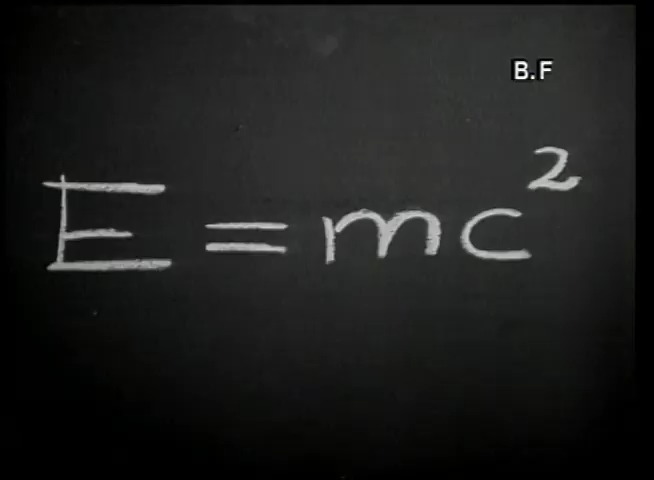 B.F
E = mc²